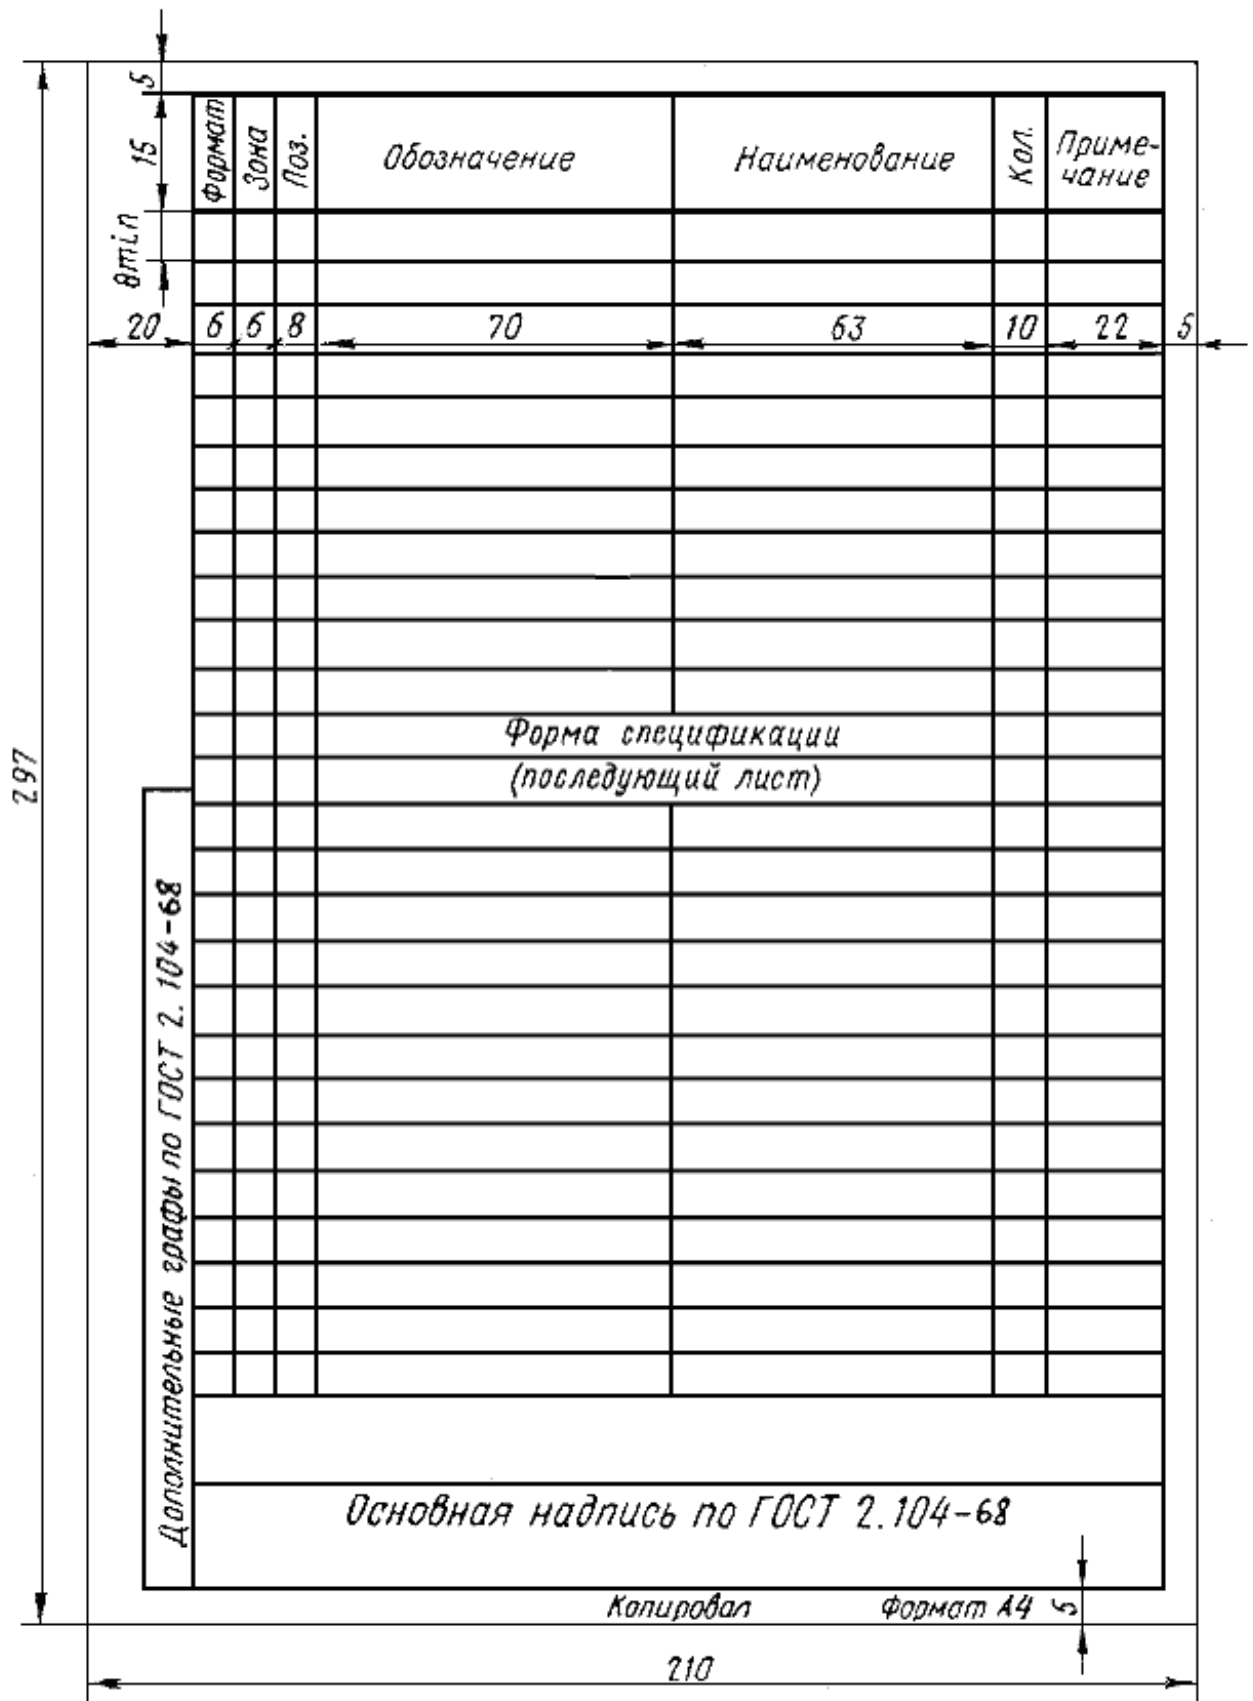 5
15
Формат
Зона
Поз.
Обозначение
Наименование
Кол.
Приме-
чание
8min
20 6 6 8 70 63 10 22 5
Форма спецификации
(последующий лист)
297
Дополнительные графы по ГОСТ 2. 104-68
Основная надпись по ГОСТ 2.104-68
Копировал Формат А4 5
210